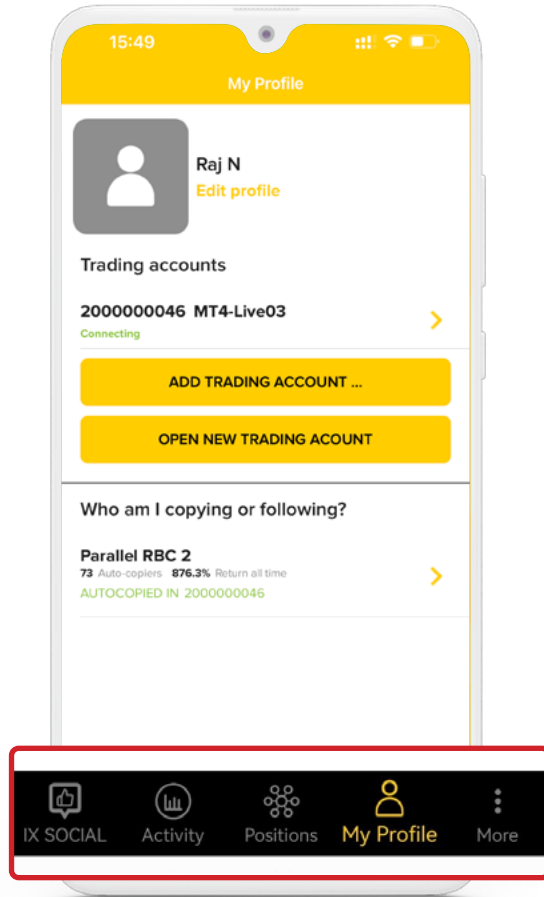 15:49
My Profile
Raj N
Edit profile
Trading accounts
2000000046 MT4-Live03
Connecting
ADD TRADING ACCOUNT ...
OPEN NEW TRADING ACOUNT
Who am I copying or following?
Parallel RBC 2
73 Auto-copiers 876.3% Return all time
AUTOCOPIED IN 2000000046
IX SOCIAL Activity Positions My Profile More